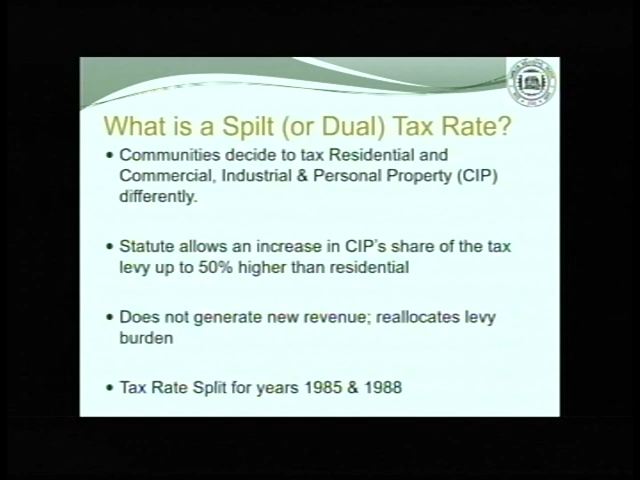 What is a Spilt (or Dual) Tax Rate?
• Communities decide to tax Residential and
Commercial, Industrial & Personal Property (CIP)
differently.
• Statute allows an increase in CIP's share of the tax
levy up to 50% higher than residential
• Does not generate new revenue; reallocates levy
burden
• Tax Rate Split for years 1985 & 1988